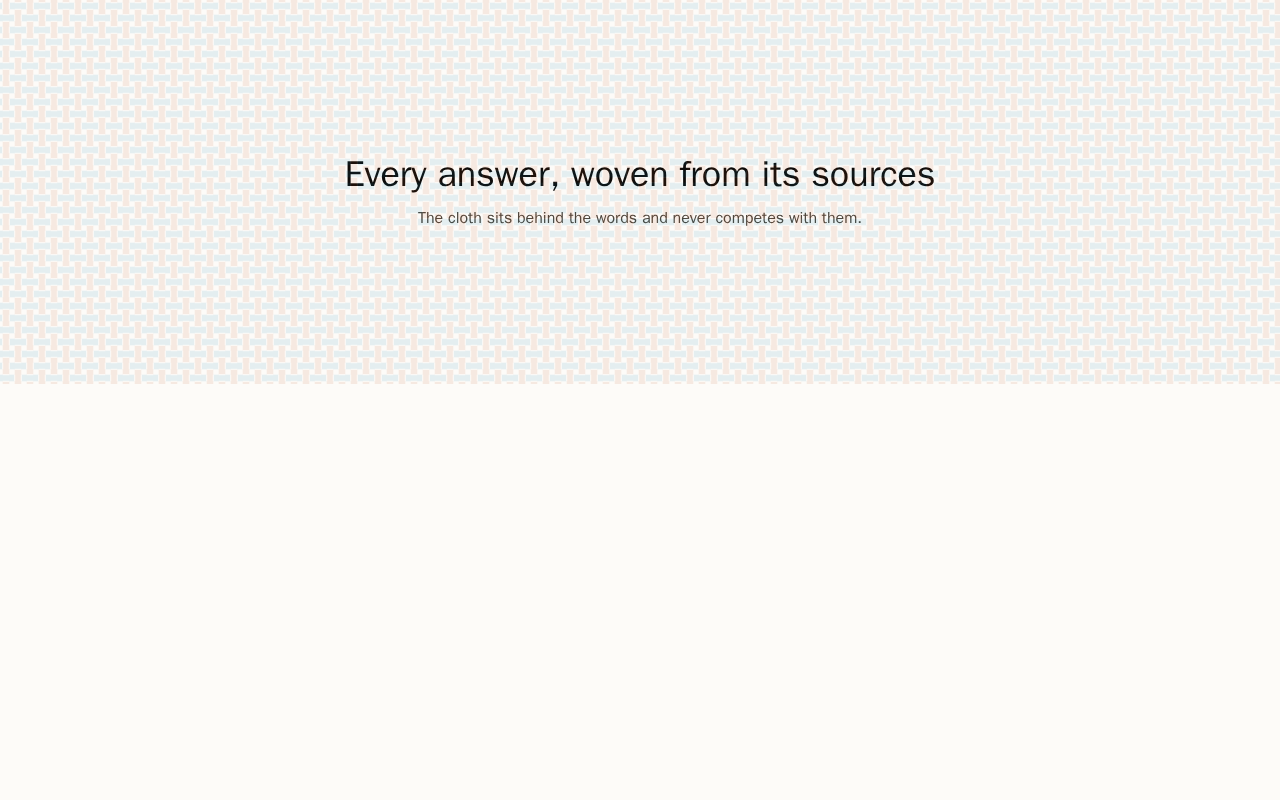 Every answer, woven from its sources
The cloth sits behind the words and never competes with them.